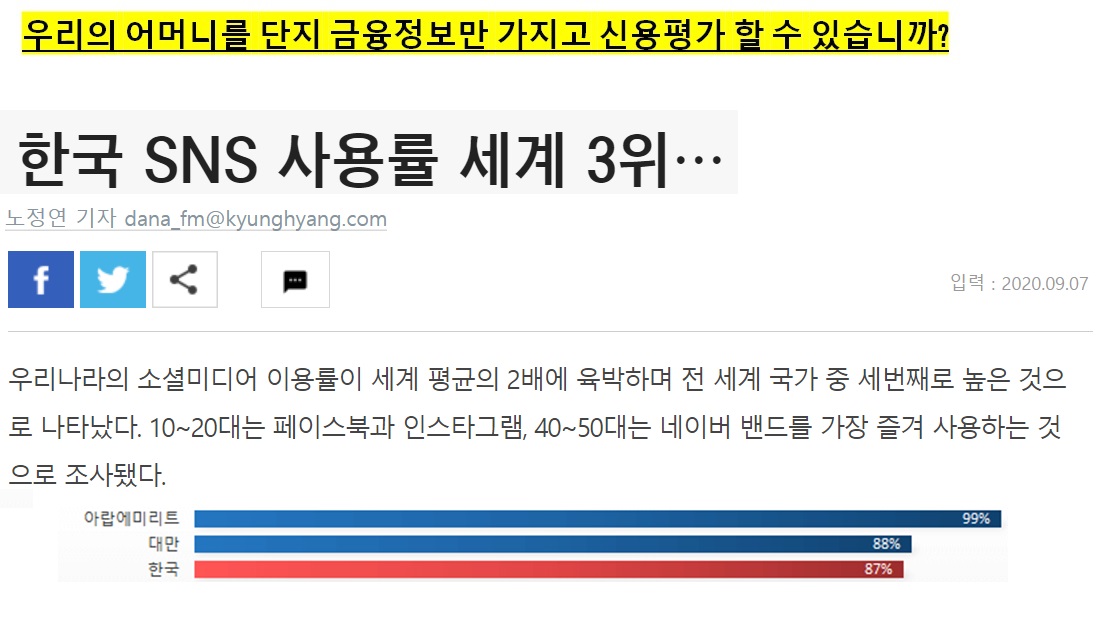 우리의 어머니를 단지 금융정보만 가지고 신용평가 할 수 있습니까?
한국 SNS 사용률 세계 3위…
노정연 기자 dana_fm@kyunghyang.com
입력 : 2020.09.07
우리나라의 소셜미디어 이용률이 세계 평균의 2배에 육박하며 전 세계 국가 중 세번째로 높은 것으
로 나타났다. 10~20대는 페이스북과 인스타그램, 40~50대는 네이버 밴드를 가장 즐겨 사용하는 것
으로 조사됐다.
아랍에미리트 99%
대만 88%
한국 87%